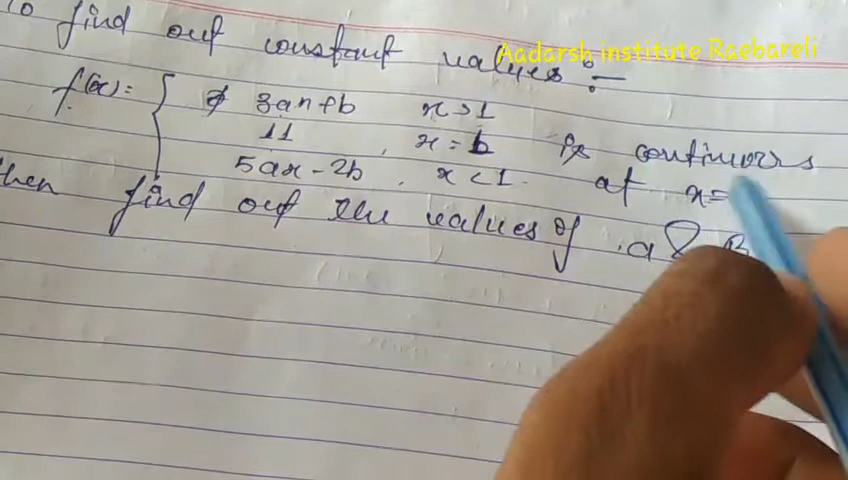 To find out constant values :-
Aadarsh institute Raebareli
f(x) = { 3ax+b x>1
11 , x = 1 is continuous
5ax - 2b , x < 1. at x=
then find out the values of a & B